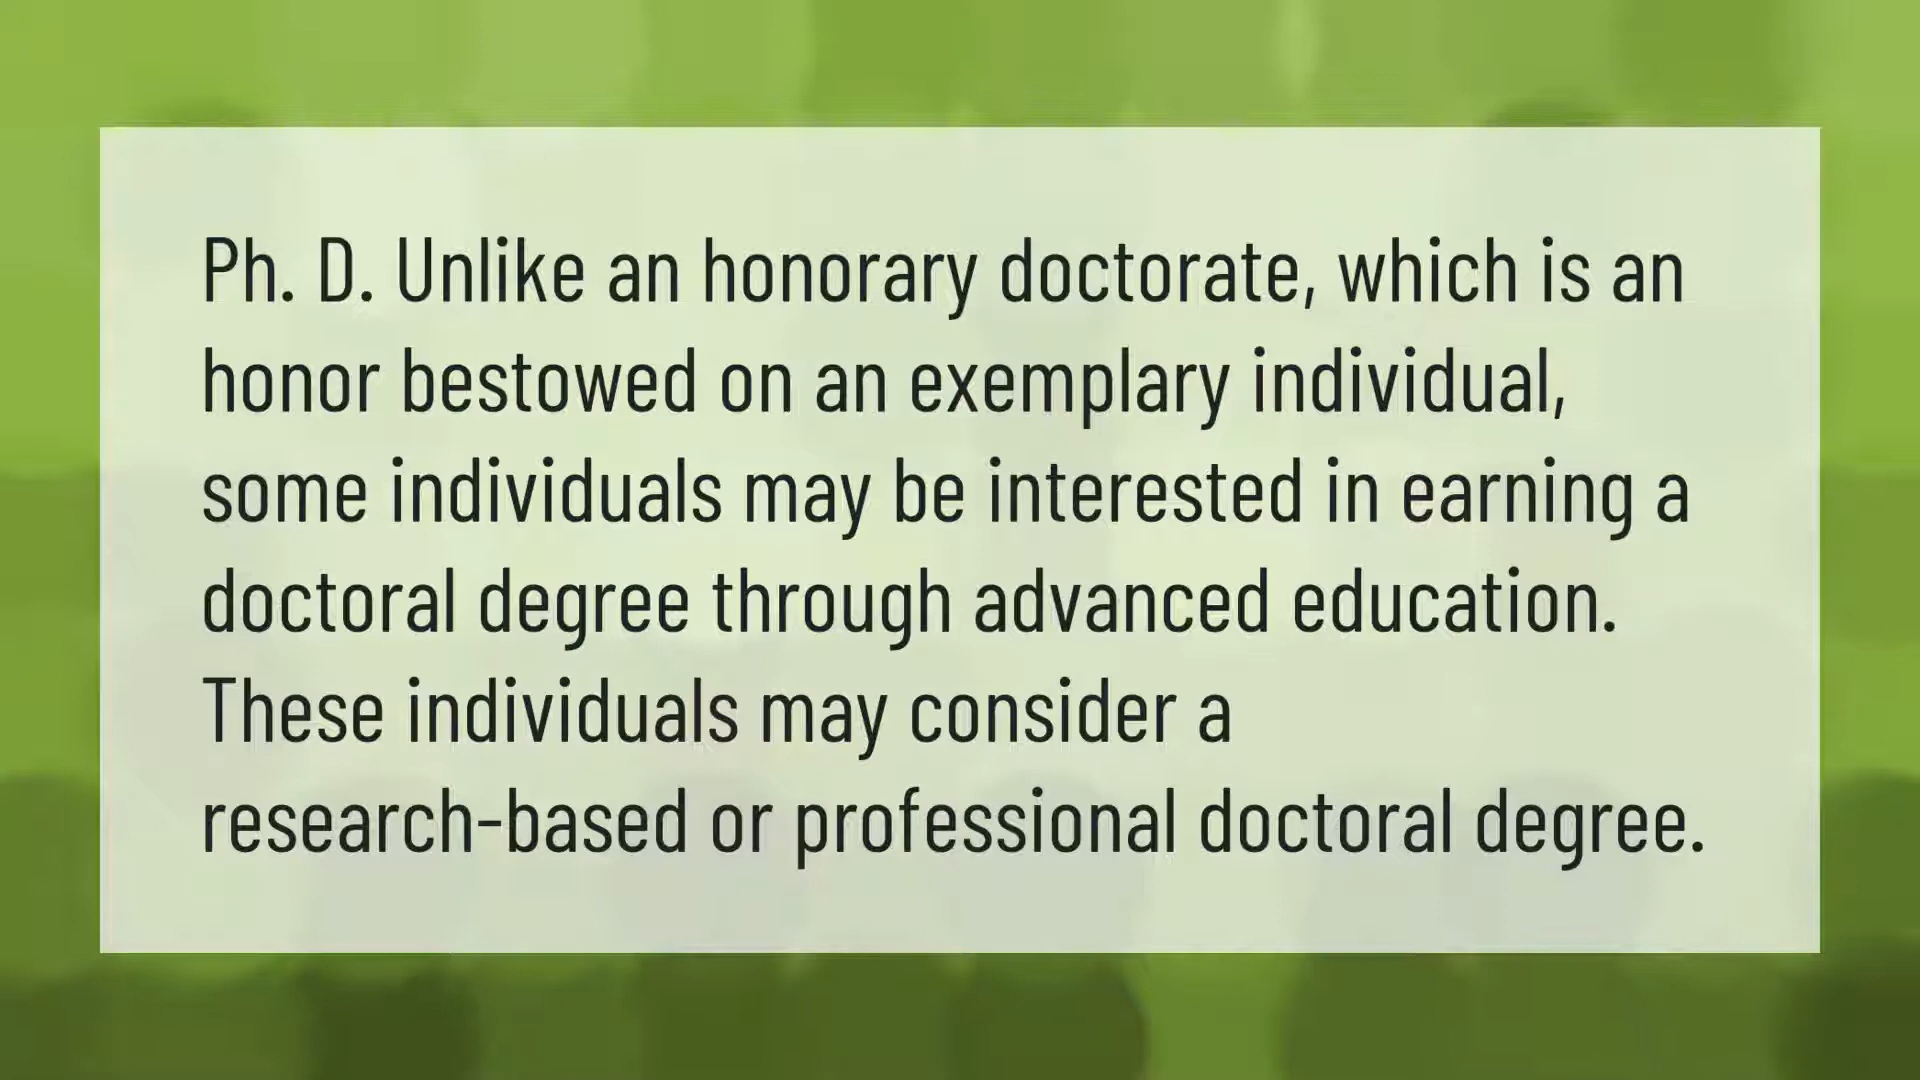 Ph. D. Unlike an honorary doctorate, which is an
honor bestowed on an exemplary individual,
some individuals may be interested in earning a
doctoral degree through advanced education.
These individuals may consider a
research-based or professional doctoral degree.